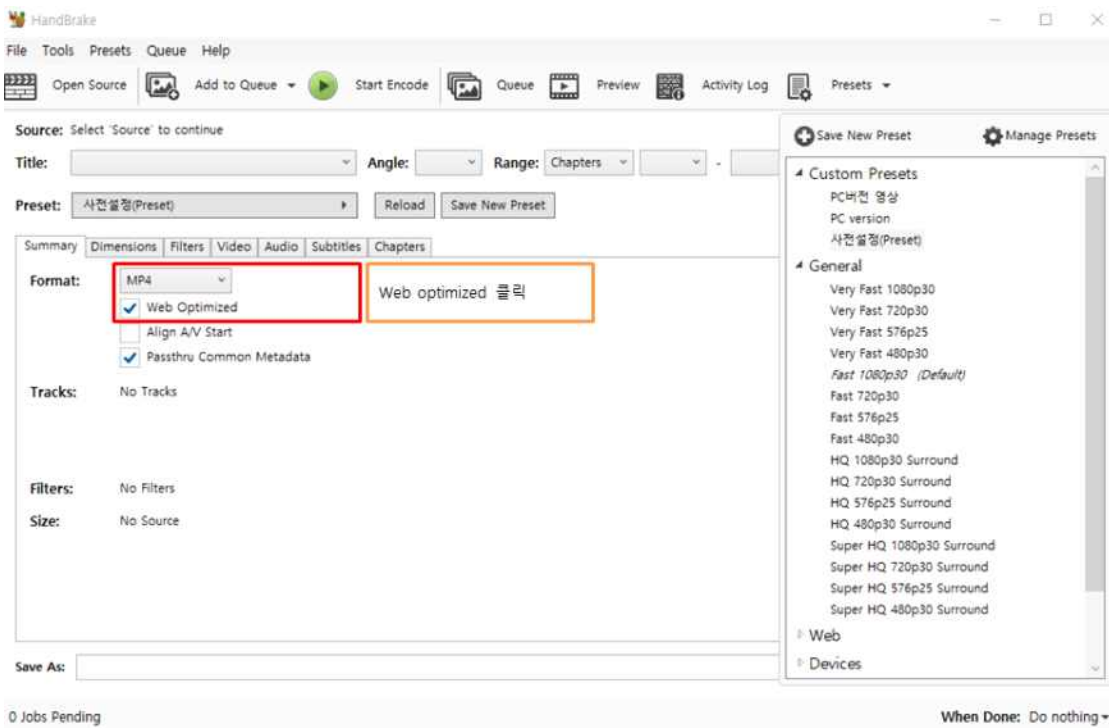 HandBrake
File Tools Presets Queue Help
Open Source Add to Queue Start Encode Queue Preview Activity Log Presets
Source: Select 'Source' to continue
Title: Angle: Range: Chapters -
Preset: 사전설정(Preset) Reload Save New Preset
Summary Dimensions Filters Video Audio Subtitles Chapters
Format: MP4
Web Optimized
Web optimized 클릭
Align A/V Start
Passthru Common Metadata
Tracks: No Tracks
Filters: No Filters
Size: No Source
Save As:
Save New Preset Manage Presets
Custom Presets
PC버전 영상
PC version
사전설정(Preset)
General
Very Fast 1080p30
Very Fast 720p30
Very Fast 576p25
Very Fast 480p30
Fast 1080p30 (Default)
Fast 720p30
Fast 576p25
Fast 480p30
HQ 1080p30 Surround
HQ 720p30 Surround
HQ 576p25 Surround
HQ 480p30 Surround
Super HQ 1080p30 Surround
Super HQ 720p30 Surround
Super HQ 576p25 Surround
Super HQ 480p30 Surround
Web
Devices
0 Jobs Pending When Done: Do nothing